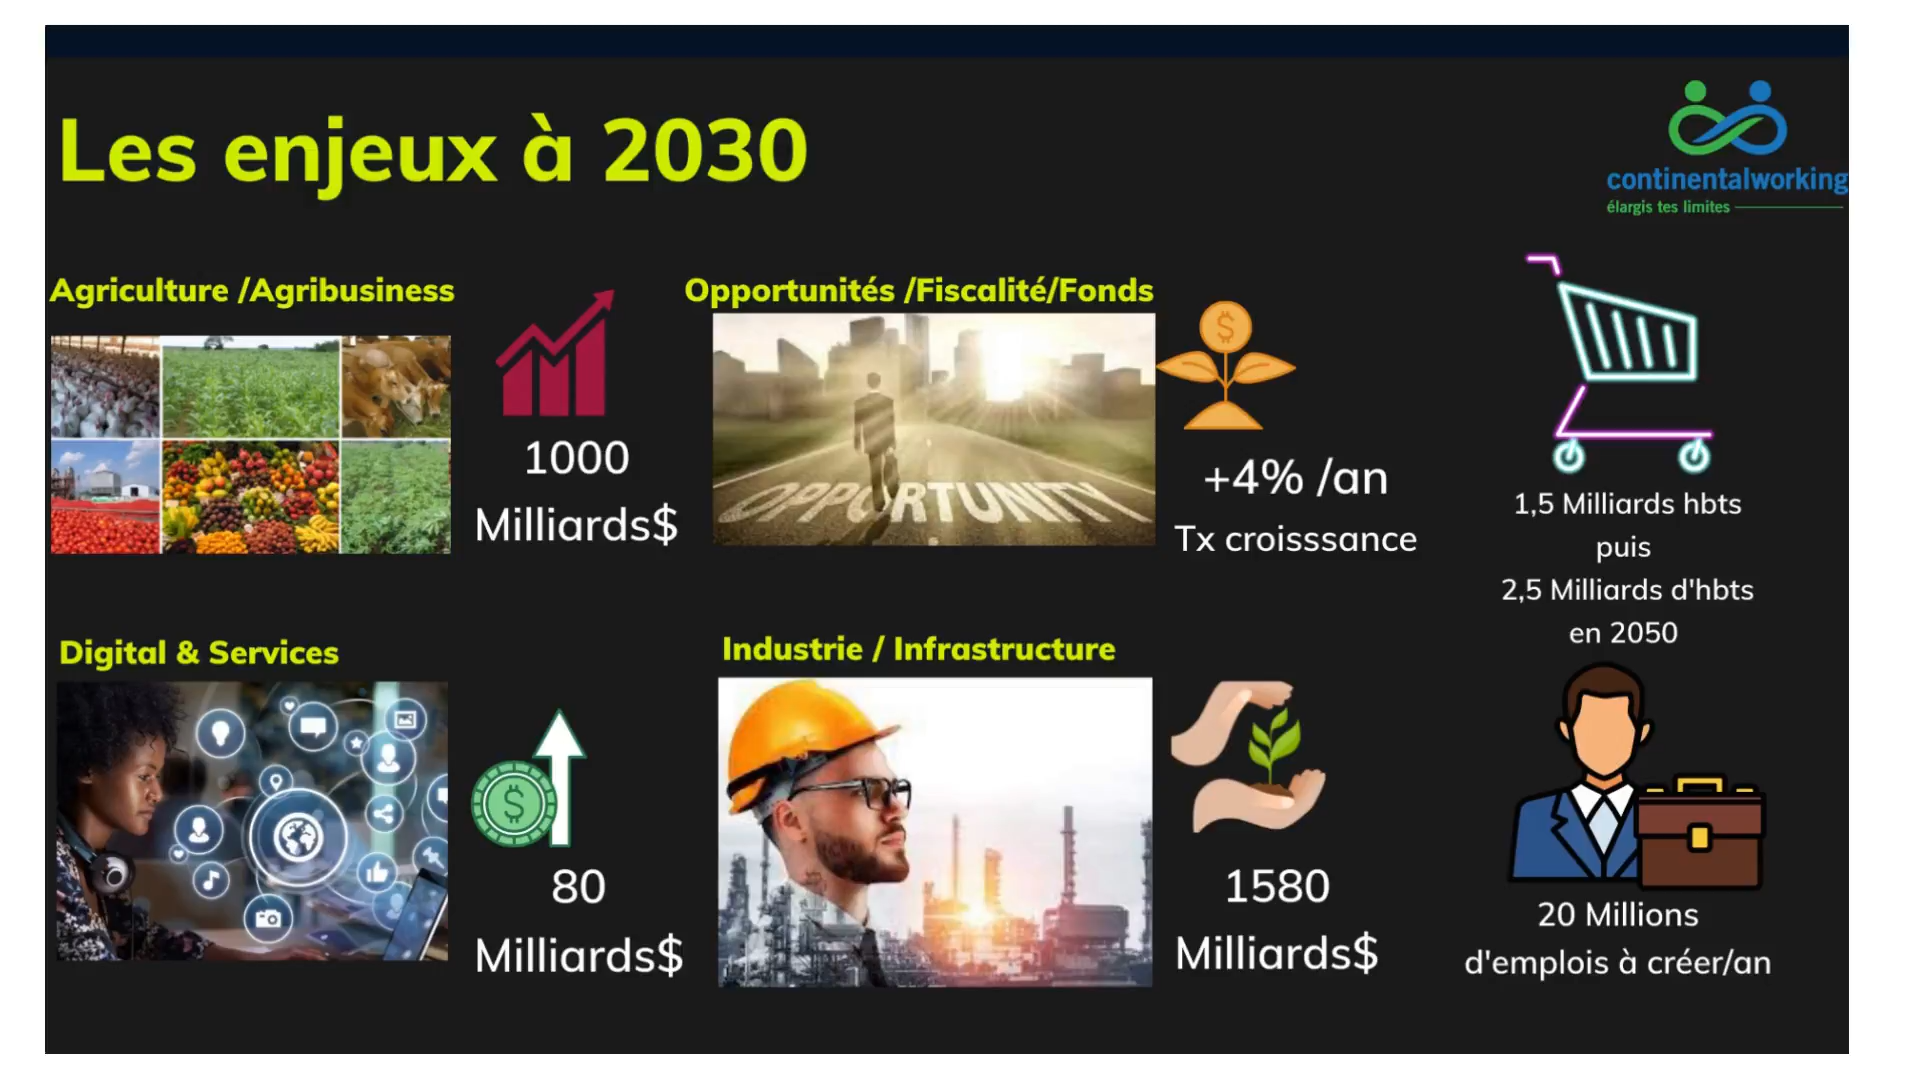 Les enjeux à 2030
continentalworking
élargis tes limites
Agriculture /Agribusiness
1000
Milliards$
Opportunités /Fiscalité/Fonds
OPPORTUNITY
+4% /an
Tx croisssance
1,5 Milliards hbts
puis
2,5 Milliards d'hbts
en 2050
Digital & Services
80
Milliards$
Industrie / Infrastructure
1580
Milliards$
20 Millions
d'emplois à créer/an